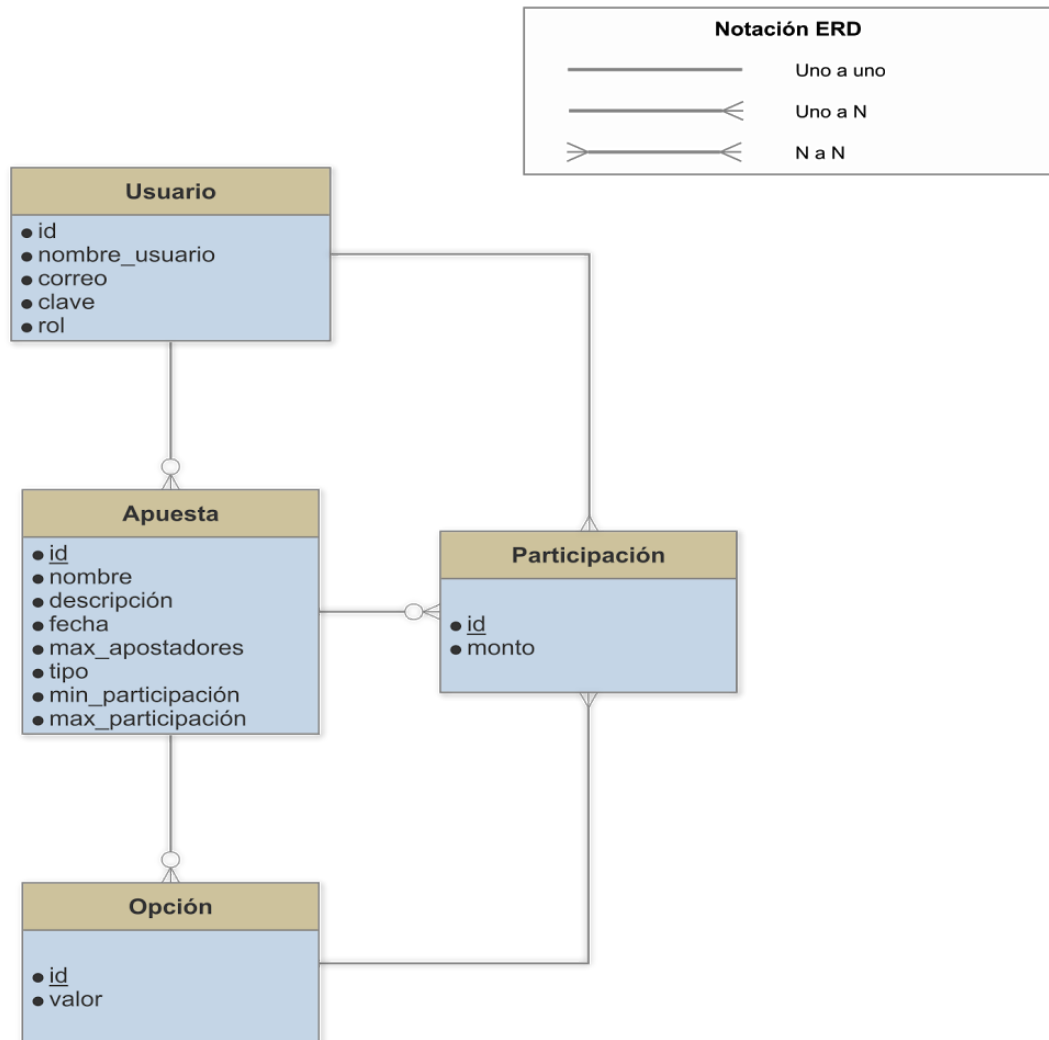 Notación ERD
Uno a uno
Uno a N
N a N
Usuario
id
nombre_usuario
correo
clave
rol
Apuesta
id
nombre
descripción
fecha
max_apostadores
tipo
min_participación
max_participación
Participación
id
monto
Opción
id
valor